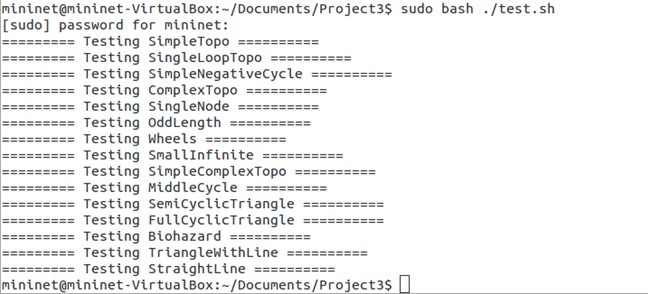 mininet@mininet-VirtualBox:~/Documents/Project3$ sudo bash ./test.sh
[sudo] password for mininet:
========= Testing SimpleTopo ==========
========= Testing SingleLoopTopo ==========
========= Testing SimpleNegativeCycle ==========
========= Testing ComplexTopo ==========
========= Testing SingleNode ==========
========= Testing OddLength ==========
========= Testing Wheels ==========
========= Testing SmallInfinite ==========
========= Testing SimpleComplexTopo ==========
========= Testing MiddleCycle ==========
========= Testing SemiCyclicTriangle ==========
========= Testing FullCyclicTriangle ==========
========= Testing Biohazard ==========
========= Testing TriangleWithLine ==========
========= Testing StraightLine ==========
mininet@mininet-VirtualBox:~/Documents/Project3$